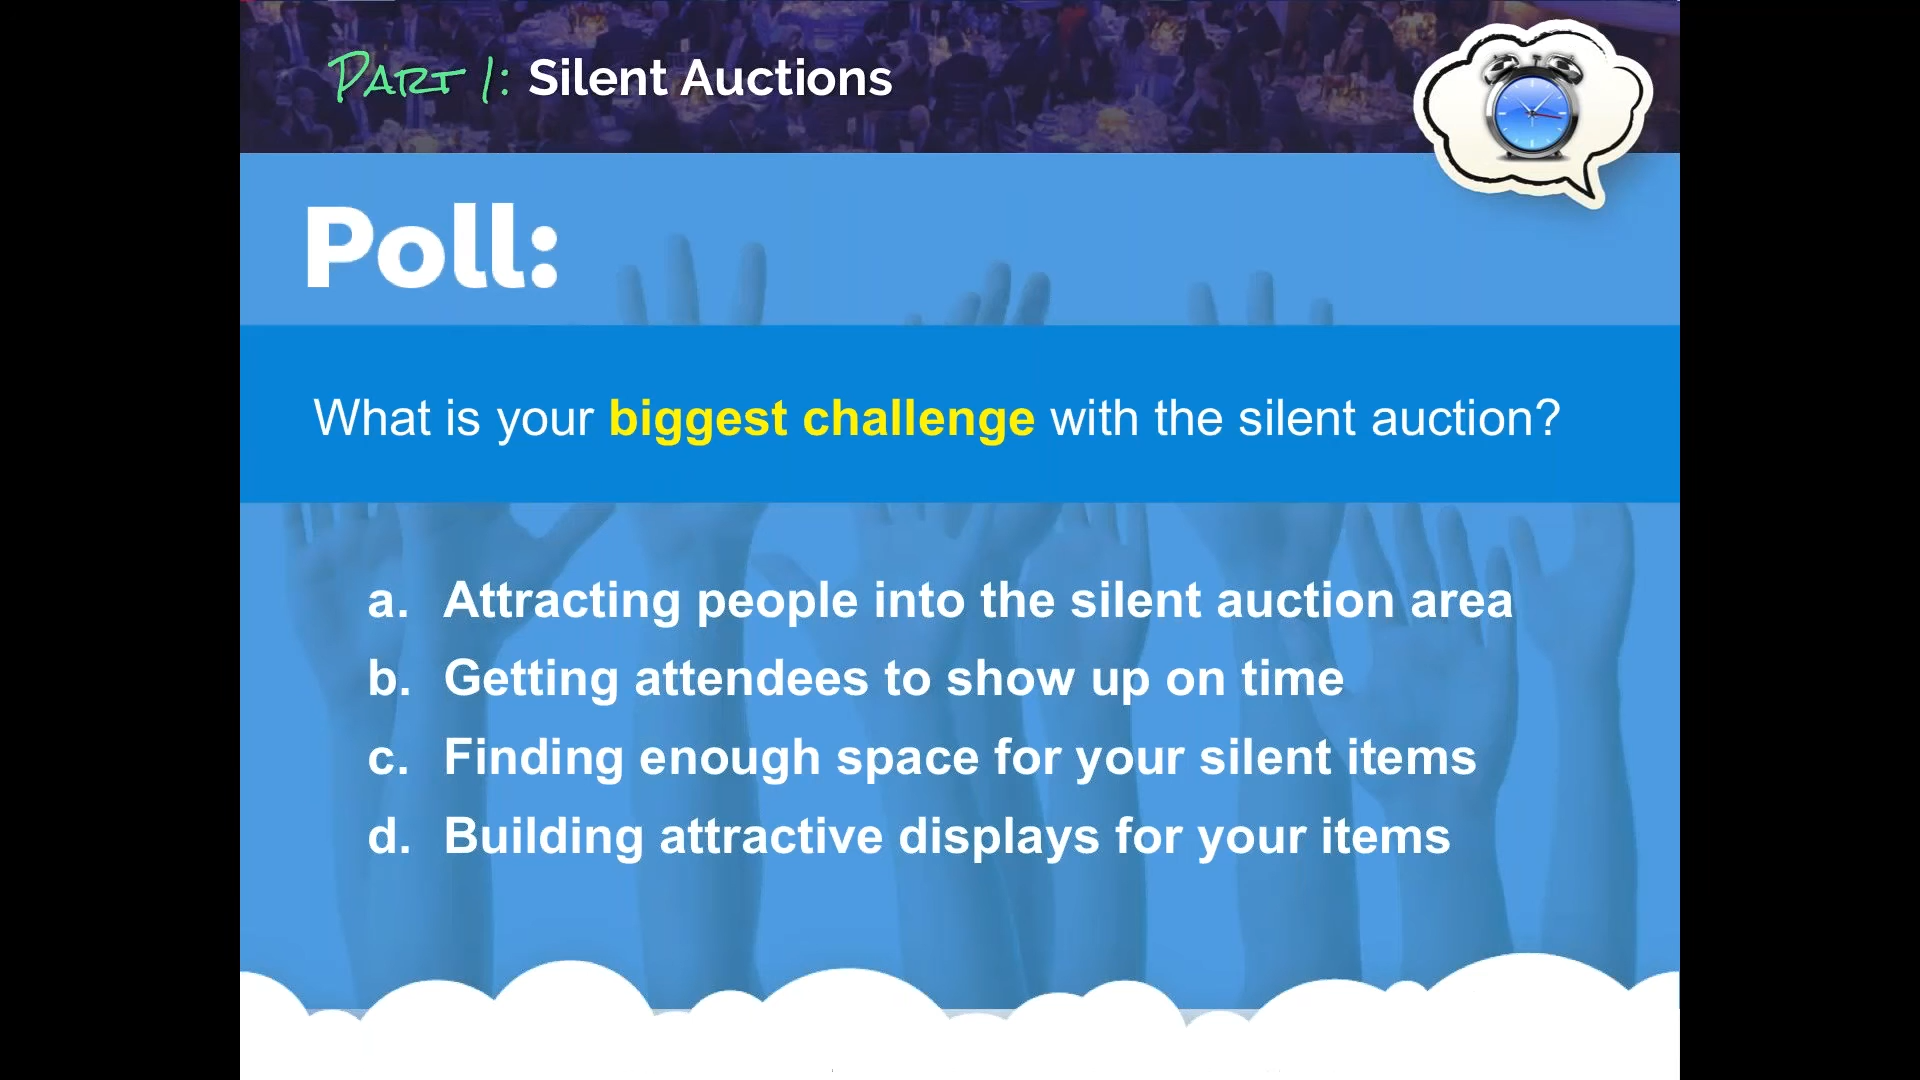 Part 1: Silent Auctions
Poll:
What is your biggest challenge with the silent auction?
a. Attracting people into the silent auction area
b. Getting attendees to show up on time
c. Finding enough space for your silent items
d. Building attractive displays for your items